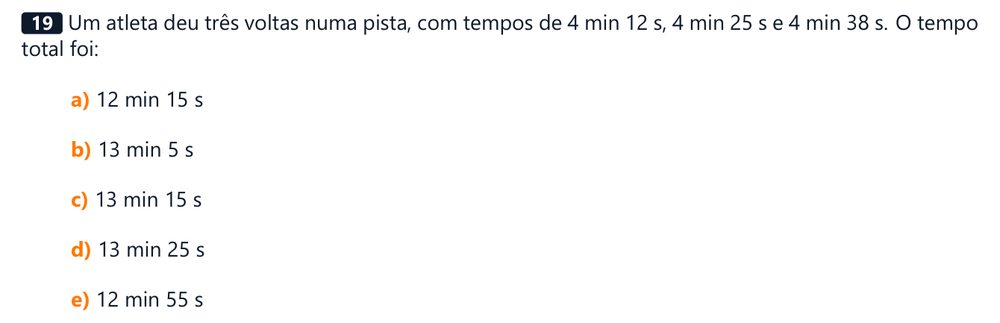 19 Um atleta deu três voltas numa pista, com tempos de 4 min 12 s, 4 min 25 s e 4 min 38 s. O tempo
total foi:
a) 12 min 15 s
b) 13 min 5 s
c) 13 min 15 s
d) 13 min 25 s
e) 12 min 55 s